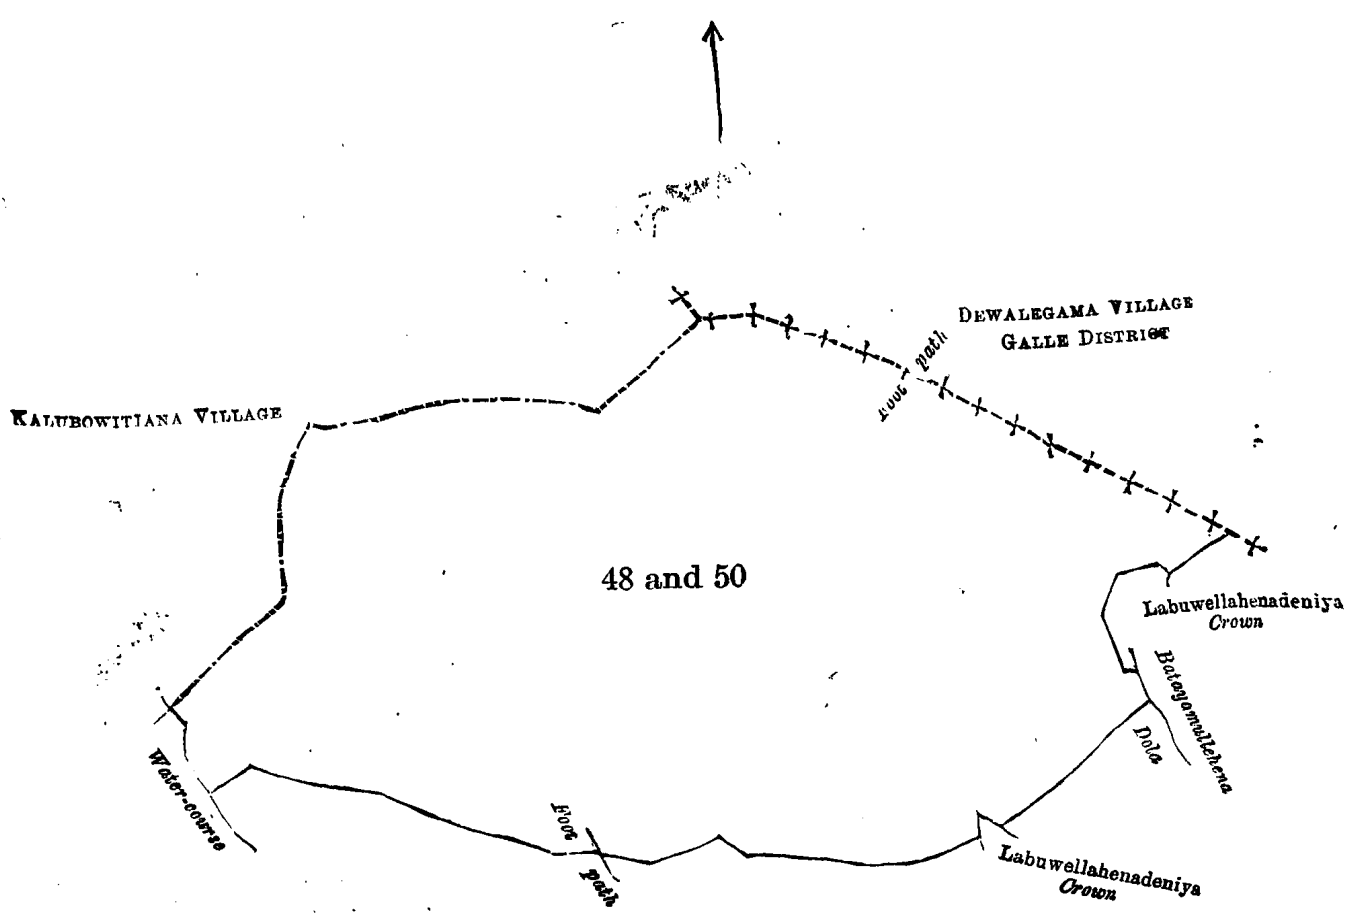 DEWALEGAMA VILLAGE
GALLE DISTRICT
Foot path
KALUBOWITIANA VILLAGE
48 and 50
Labuwellahenadeniya
Crown
Batayamullehena
Dola
Water-course
Foot path
Labuwellahenadeniya
Crown